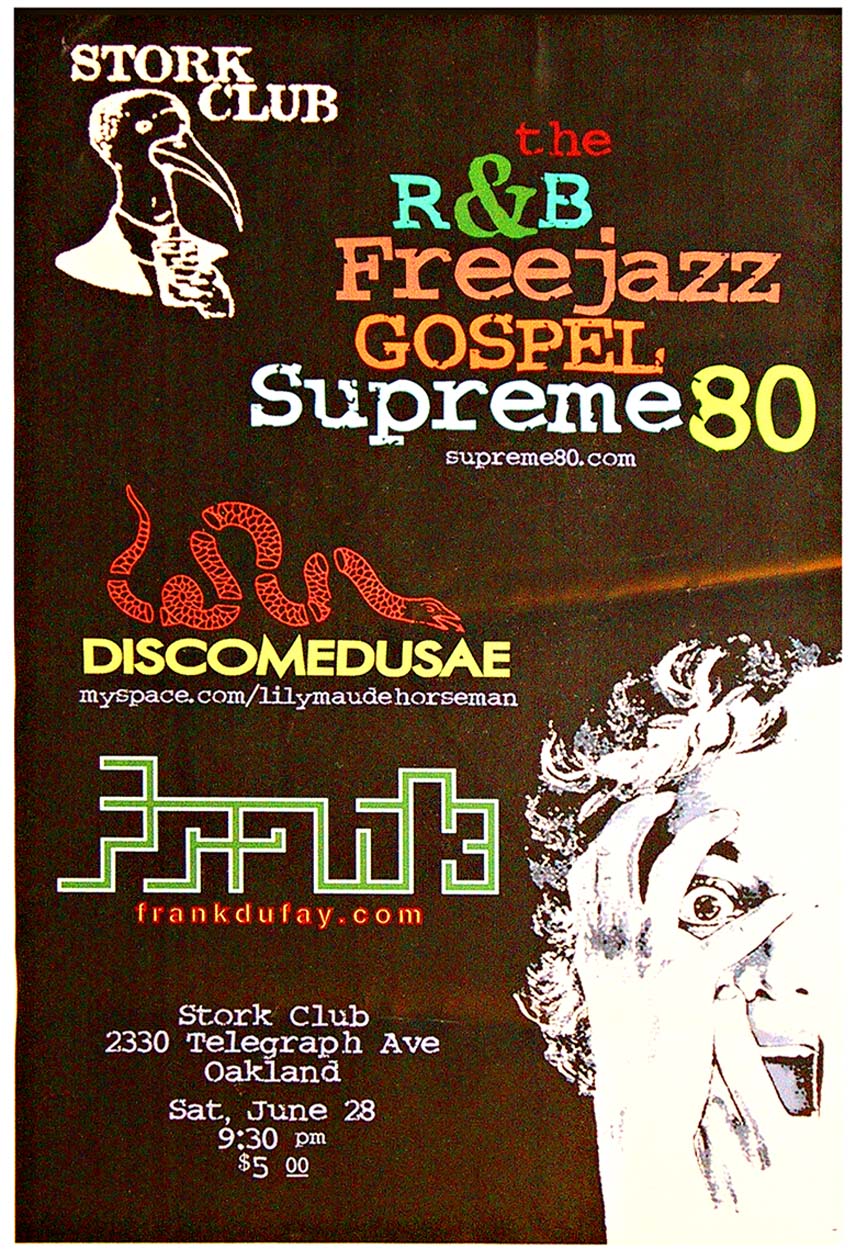 STORK
CLUB
the
R&B
Freejazz
GOSPEL
Supreme80
supreme80.com
DISCOMEDUSAE
myspace.com/lilymaudehorseman
frankdufay.com
Stork Club
2330 Telegraph Ave
Oakland
Sat, June 28
9:30 pm
$5 00